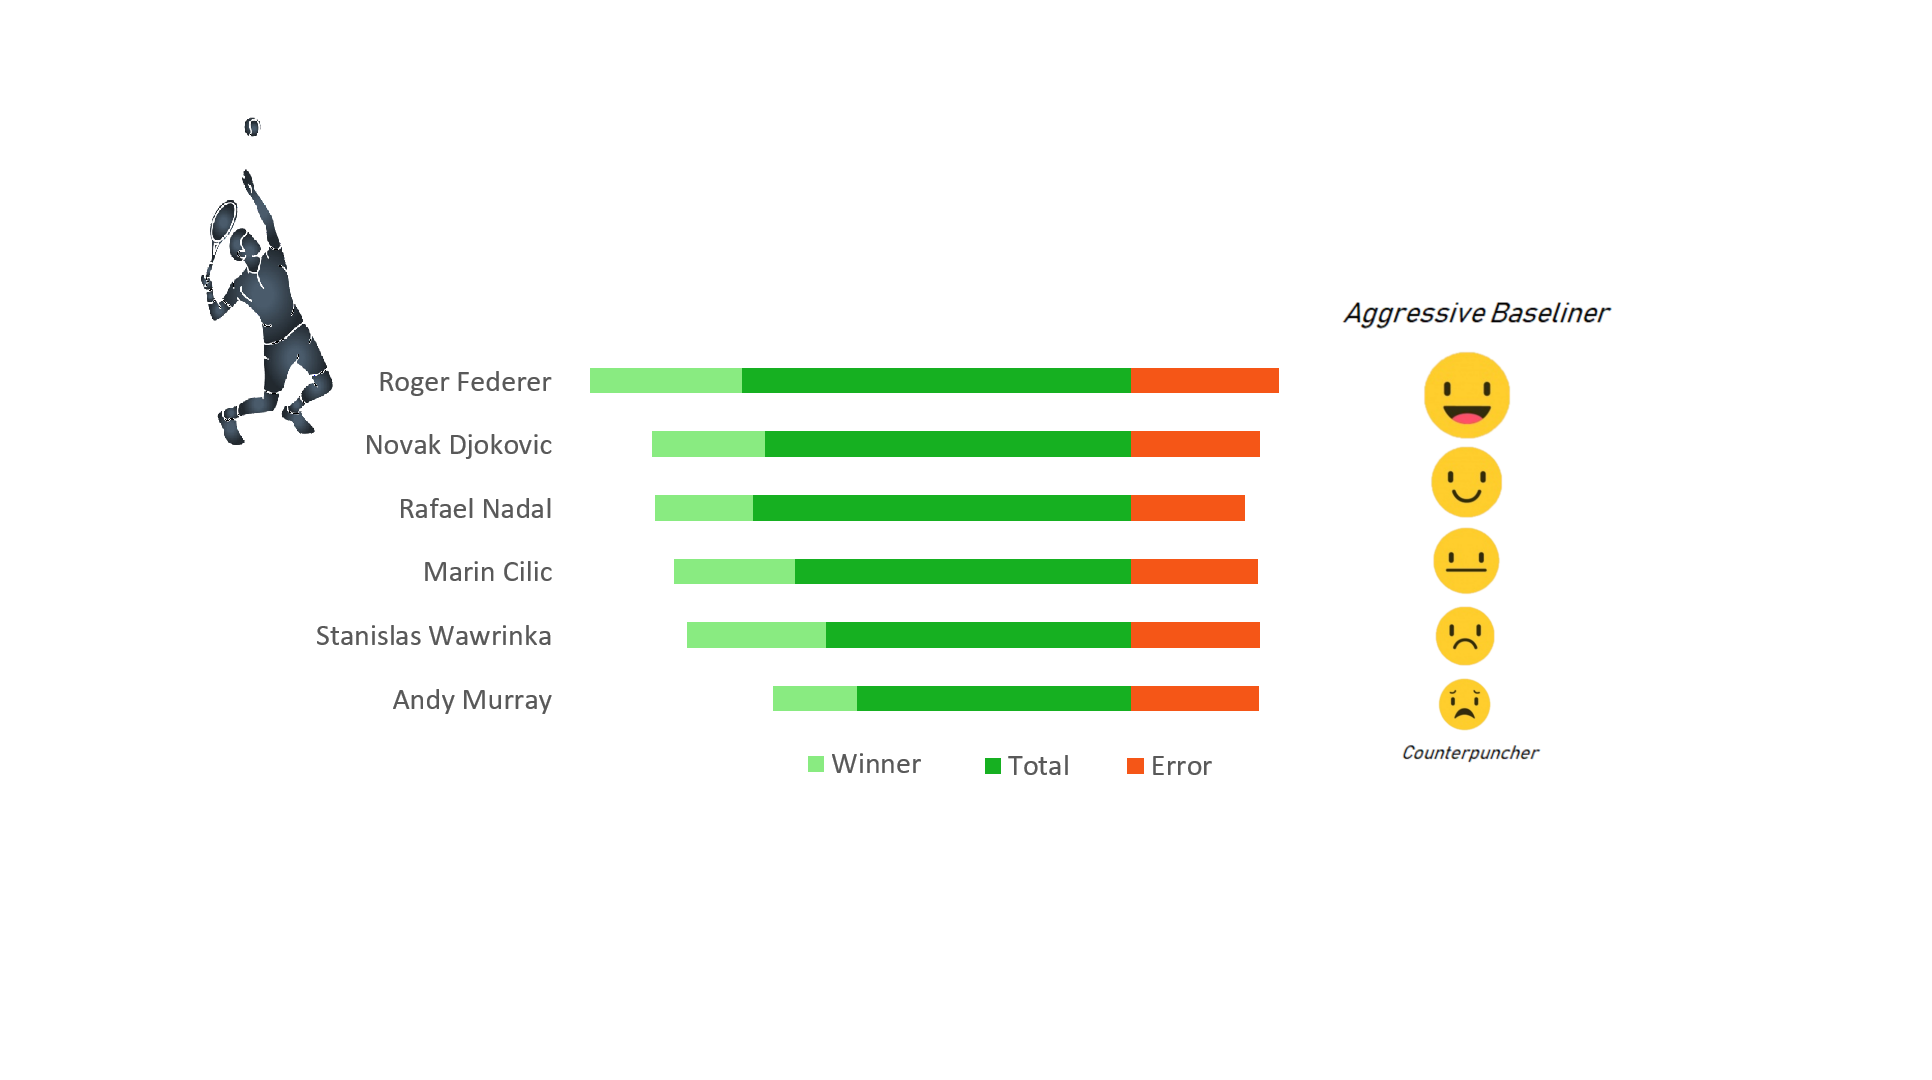 Aggressive Baseliner
Roger Federer
Novak Djokovic
Rafael Nadal
Marin Cilic
Stanislas Wawrinka
Andy Murray
Winner Total Error
Counterpuncher